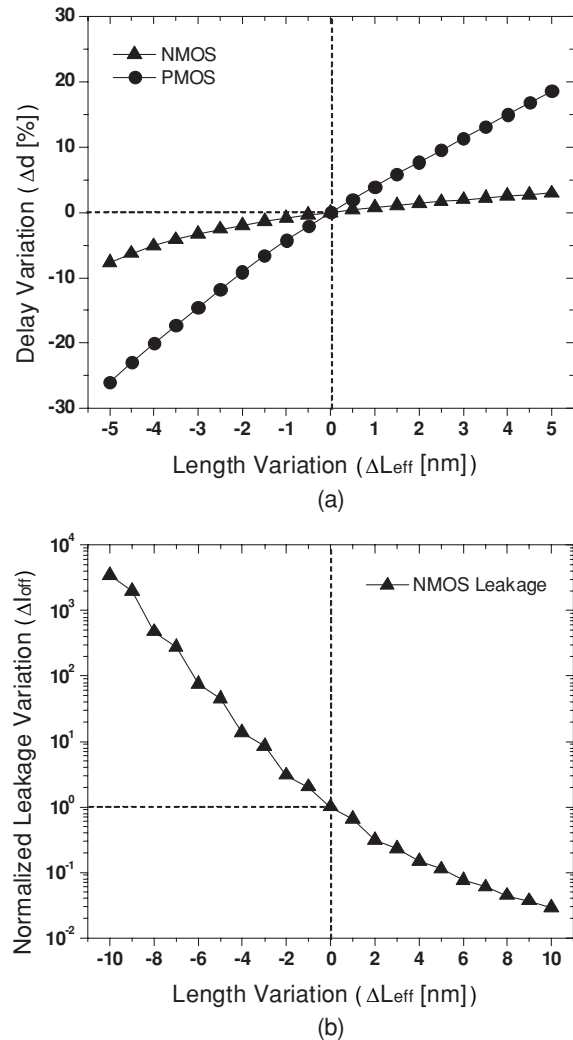 30
20
10
0
-10
-20
-30
Delay Variation ( Δd [%] )
NMOS
PMOS
-5 -4 -3 -2 -1 0 1 2 3 4 5
Length Variation ( ΔLeff [nm] )
(a)
10^4
10^3
10^2
10^1
10^0
10^-1
10^-2
Normalized Leakage Variation ( ΔIoff)
NMOS Leakage
-10 -8 -6 -4 -2 0 2 4 6 8 10
Length Variation ( ΔLeff [nm] )
(b)